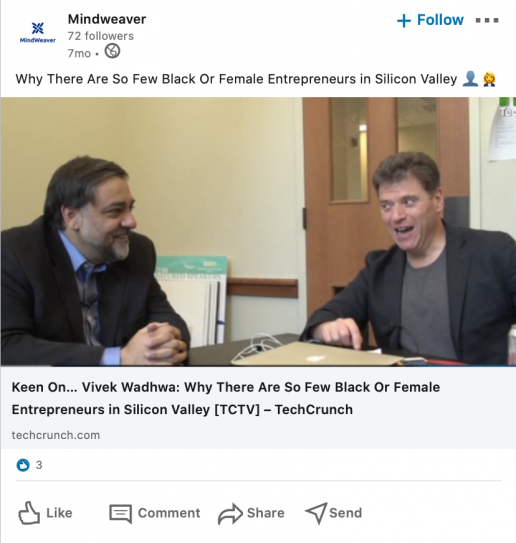 Mindweaver
MindWeaver
72 followers
7mo •
+ Follow
Why There Are So Few Black Or Female Entrepreneurs in Silicon Valley 👤 🤵
Keen On... Vivek Wadhwa: Why There Are So Few Black Or Female
Entrepreneurs in Silicon Valley [TCTV] – TechCrunch
techcrunch.com
3
Like
Comment
Share
Send